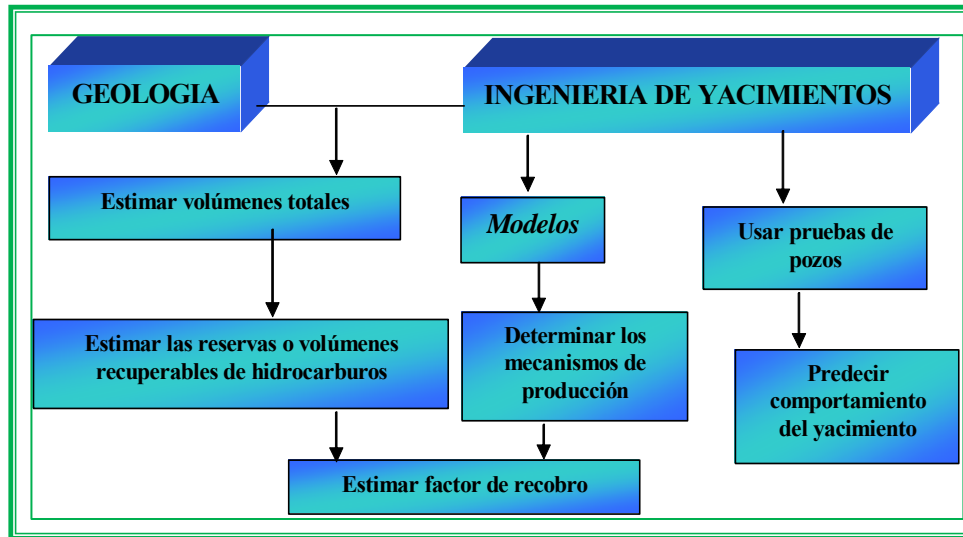 GEOLOGIA
INGENIERIA DE YACIMIENTOS
Estimar volúmenes totales
Modelos
Usar pruebas de
pozos
Estimar las reservas o volúmenes
recuperables de hidrocarburos
Determinar los
mecanismos de
producción
Predecir
comportamiento
del yacimiento
Estimar factor de recobro